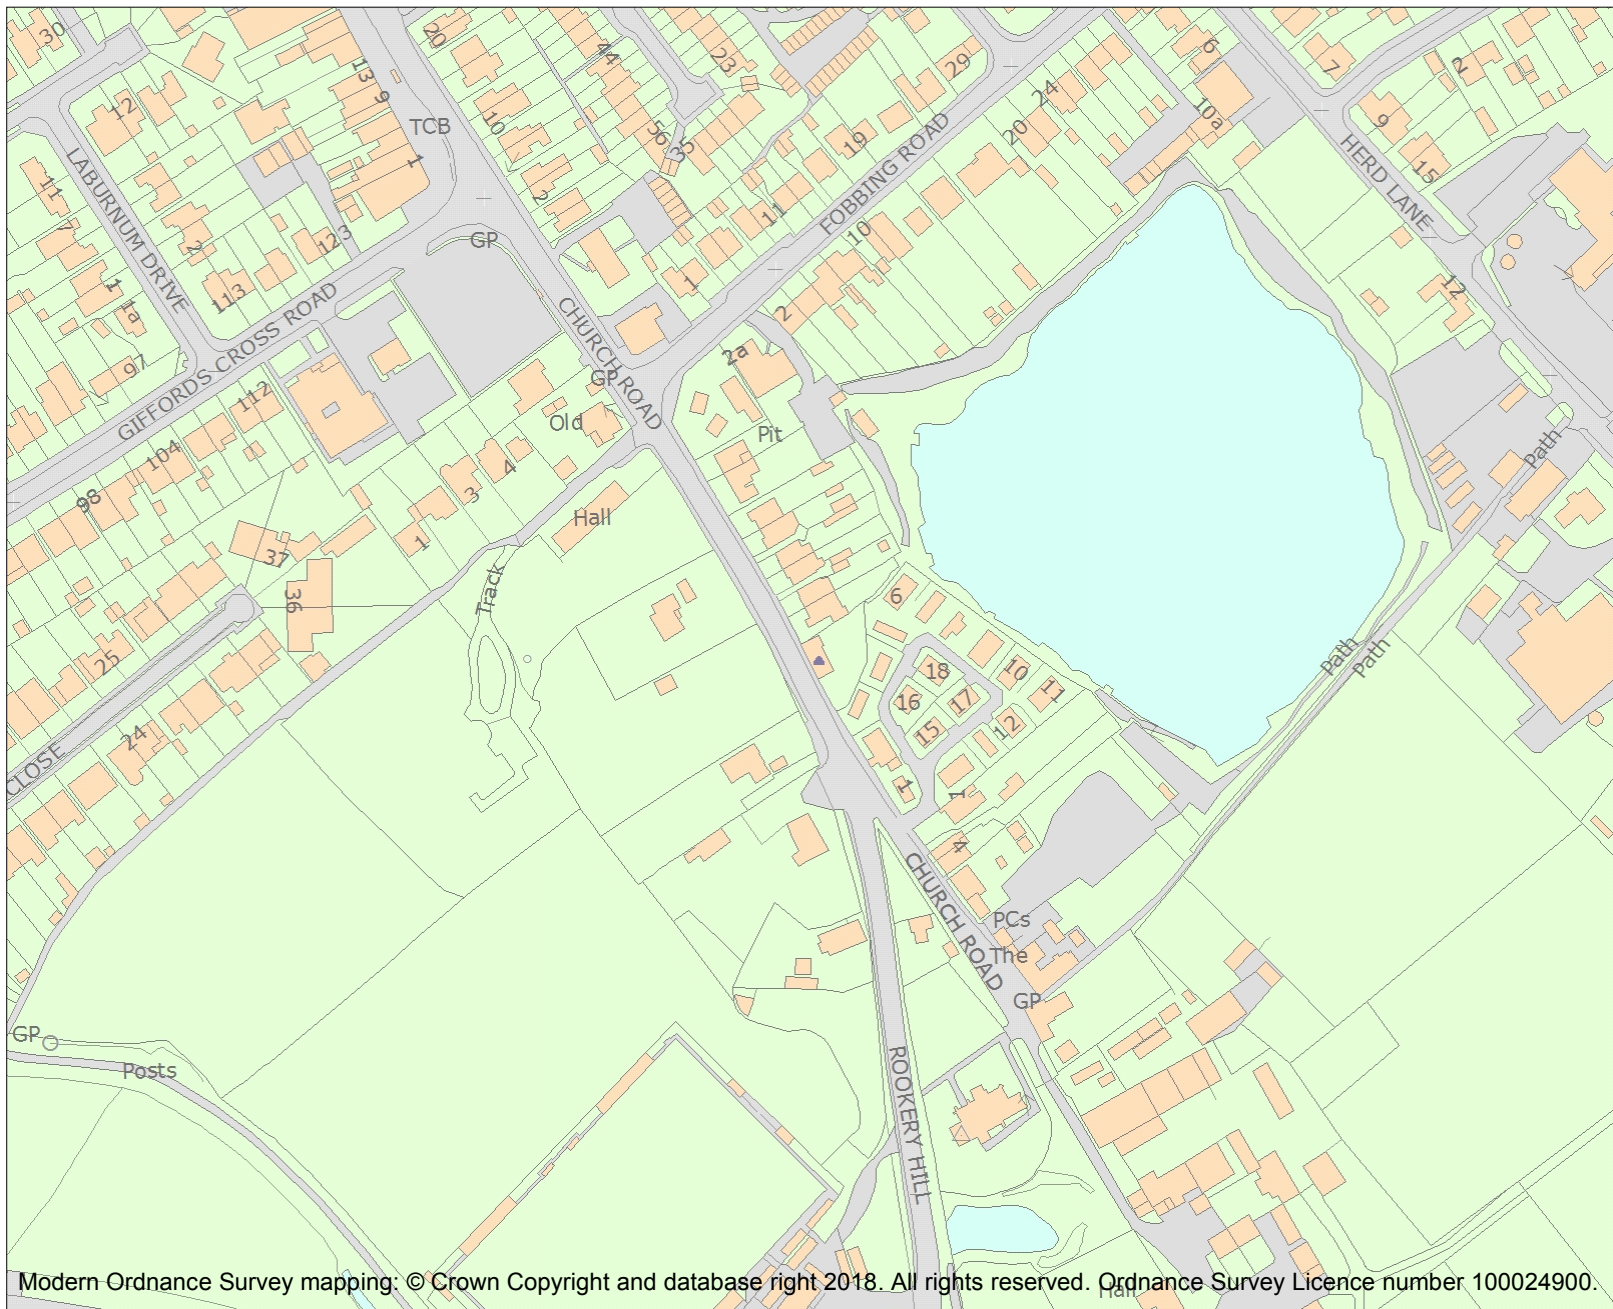 30
20
44
23
29
6
7
2
13
9
TCB
10
12
24
10a
9
56
35
19
20
15
1
LABURNUM DRIVE
HERD LANE
11
7
2
2
123
GP
11
FOBBING ROAD
10
1
1a
113
GIFFORDS CROSS ROAD
CHURCH ROAD
1
2
12
97
2a
GP
112
Old
Pit
104
4
3
98
Hall
1
Path
37
36
Track
6
25
18
10
11
16
17
15
12
Path
Path
24
CLOSE
1
1
4
CHURCH ROAD
PCs
The
GP
GP
Posts
ROOKERY HILL
Hall
Modern Ordnance Survey mapping: © Crown Copyright and database right 2018. All rights reserved. Ordnance Survey Licence number 100024900.